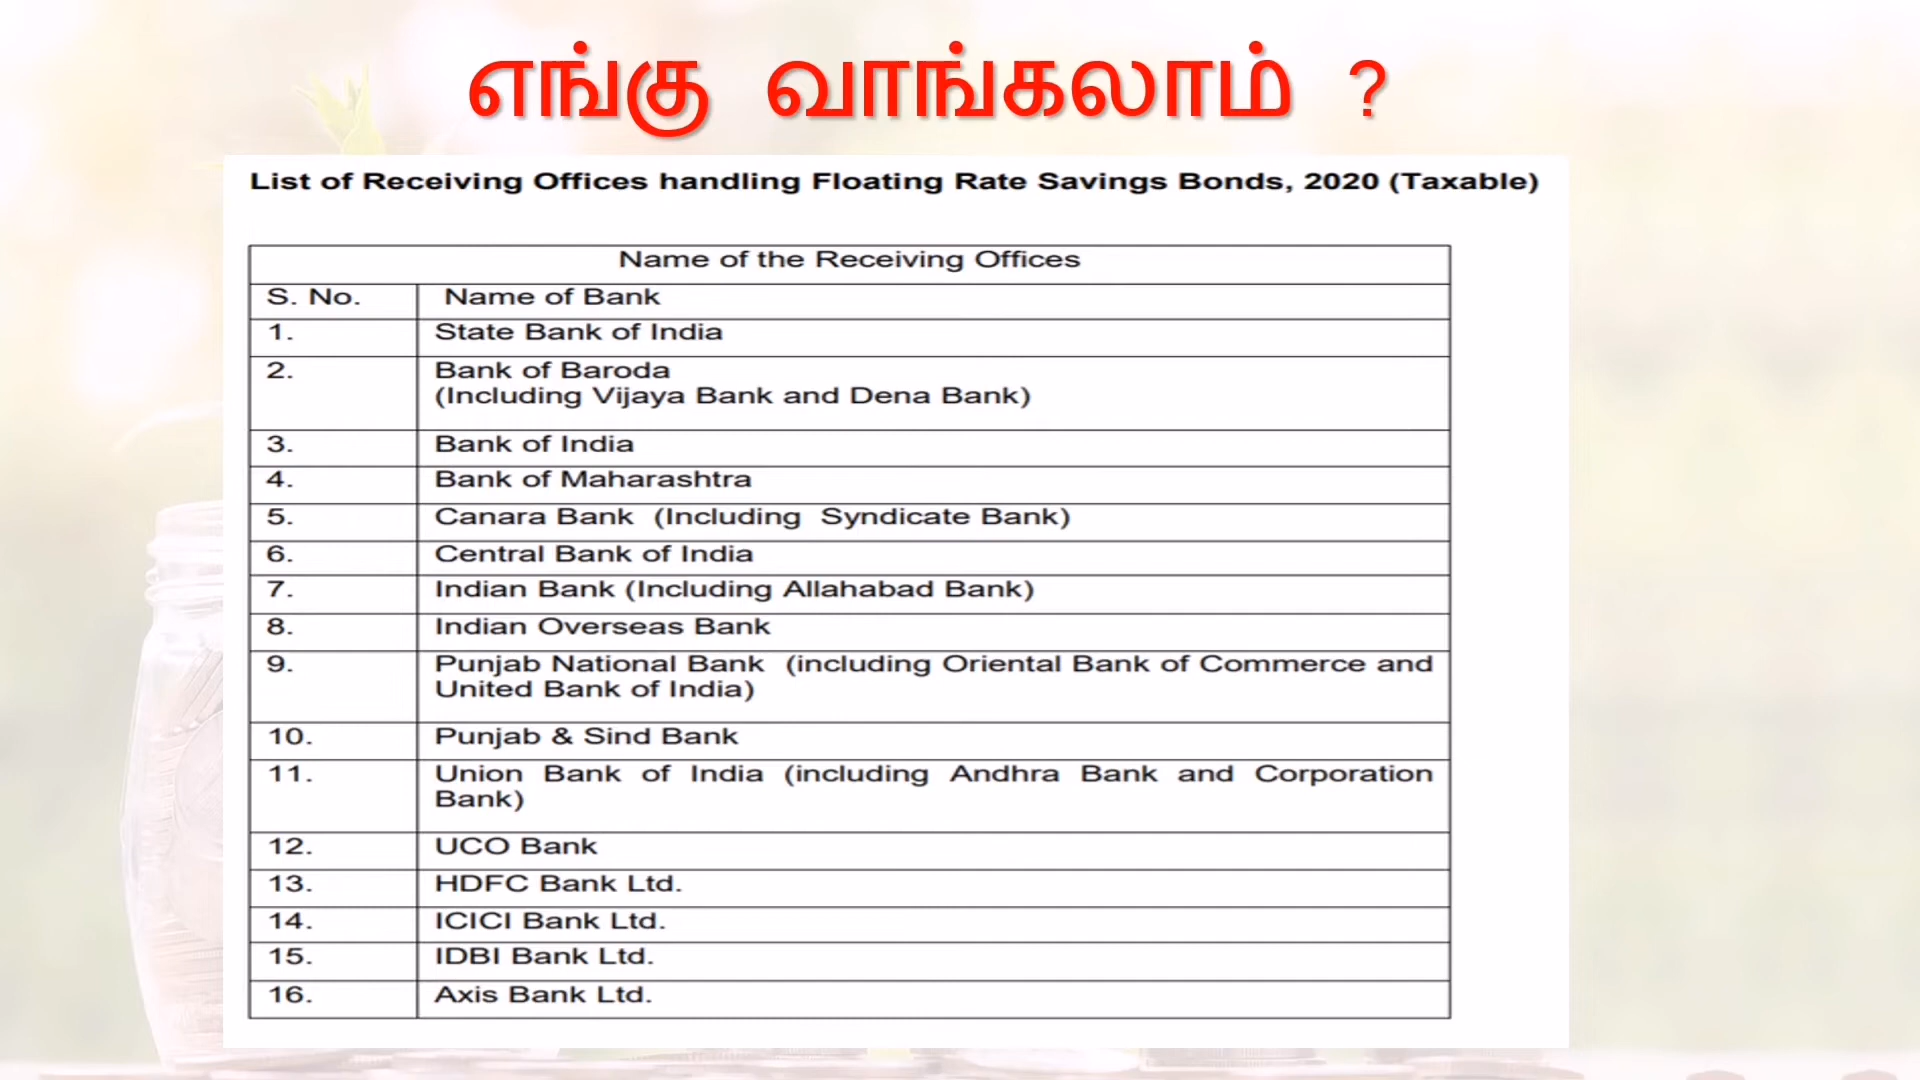 எங்கு வாங்கலாம் ?
List of Receiving Offices handling Floating Rate Savings Bonds, 2020 (Taxable)
Name of the Receiving Offices
S. No. Name of Bank
1. State Bank of India
2. Bank of Baroda
(Including Vijaya Bank and Dena Bank)
3. Bank of India
4. Bank of Maharashtra
5. Canara Bank (Including Syndicate Bank)
6. Central Bank of India
7. Indian Bank (Including Allahabad Bank)
8. Indian Overseas Bank
9. Punjab National Bank (including Oriental Bank of Commerce and
United Bank of India)
10. Punjab & Sind Bank
11. Union Bank of India (including Andhra Bank and Corporation
Bank)
12. UCO Bank
13. HDFC Bank Ltd.
14. ICICI Bank Ltd.
15. IDBI Bank Ltd.
16. Axis Bank Ltd.